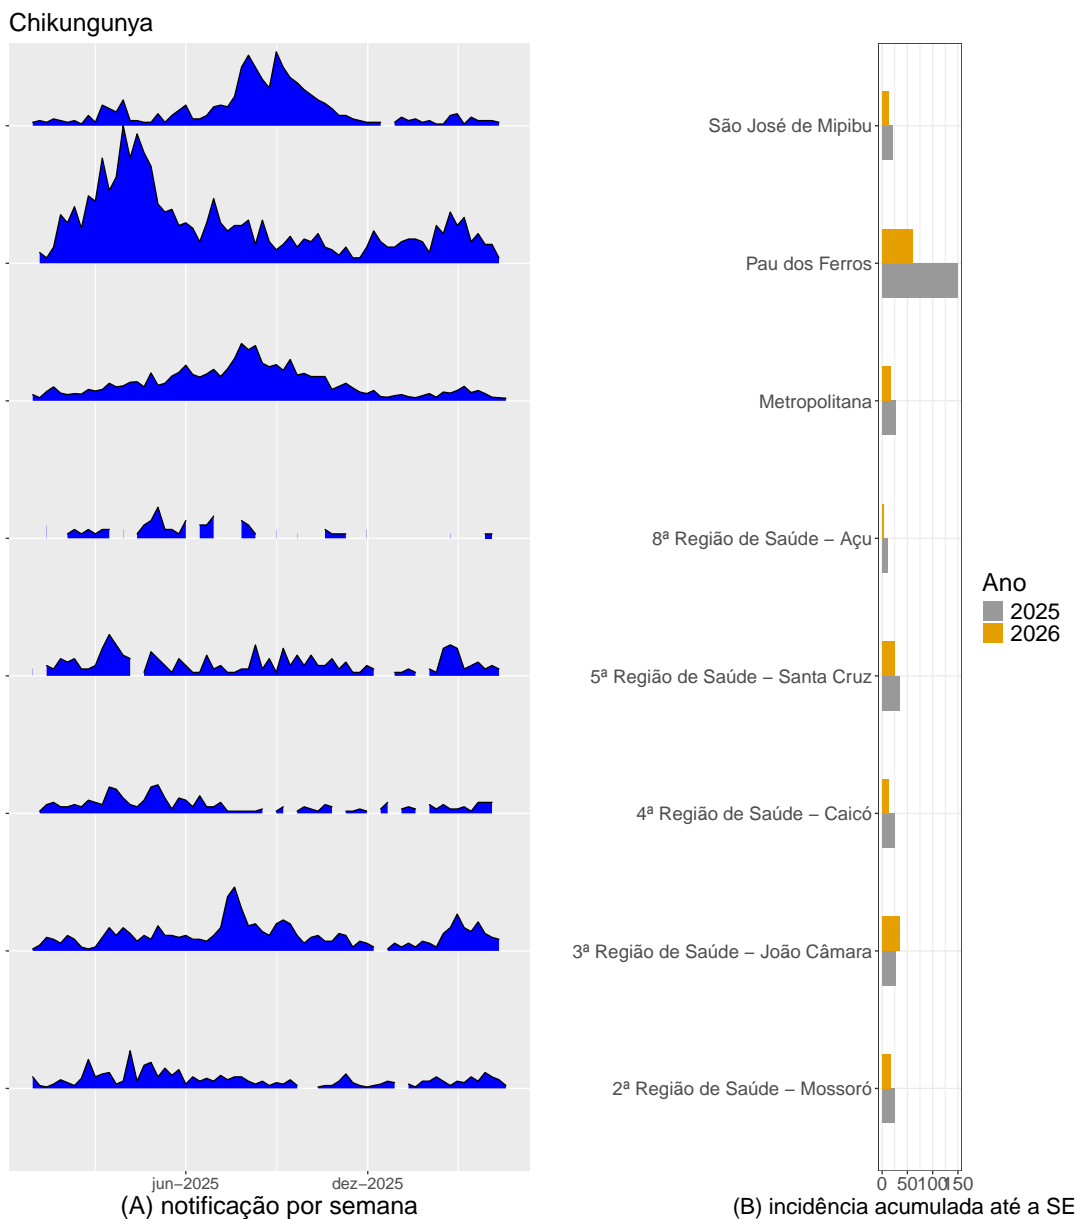 Chikungunya
São José de Mipibu
Pau dos Ferros
Metropolitana
8ª Região de Saúde − Açu
5ª Região de Saúde − Santa Cruz
4ª Região de Saúde − Caicó
3ª Região de Saúde − João Câmara
2ª Região de Saúde − Mossoró
Ano
2025
2026
jun−2025 dez−2025
0 50 100 150
(A) notificação por semana
(B) incidência acumulada até a SE